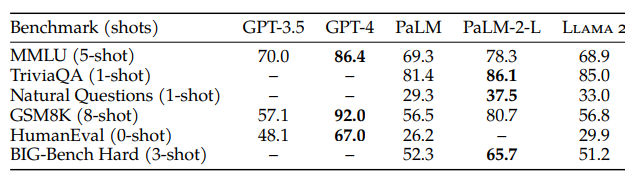 Benchmark (shots) GPT-3.5 GPT-4 PaLM PaLM-2-L LLAMA 2
MMLU (5-shot) 70.0 86.4 69.3 78.3 68.9
TriviaQA (1-shot) – – 81.4 86.1 85.0
Natural Questions (1-shot) – – 29.3 37.5 33.0
GSM8K (8-shot) 57.1 92.0 56.5 80.7 56.8
HumanEval (0-shot) 48.1 67.0 26.2 – 29.9
BIG-Bench Hard (3-shot) – – 52.3 65.7 51.2